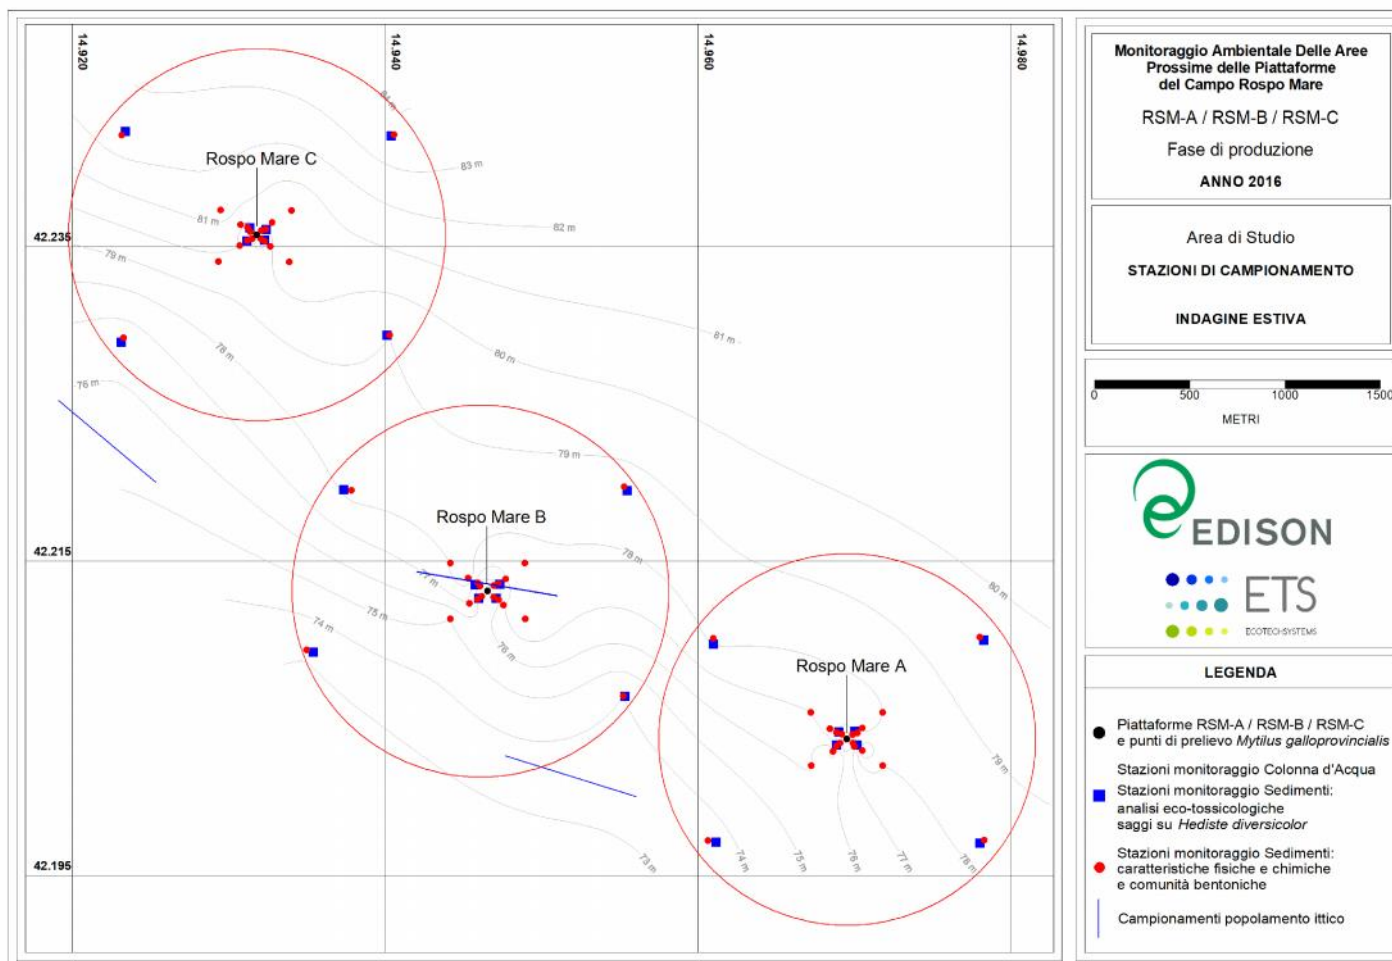 14.920
14.940
14.960
14.980
84 m
83 m
Rospo Mare C
81 m
82 m
42.235
79 m
81 m
78 m
80 m
76 m
79 m
Rospo Mare B
42.215
78 m
77 m
80 m
75 m
74 m
76 m
Rospo Mare A
79 m
42.195
73 m
74 m
75 m
76 m
77 m
78 m
Monitoraggio Ambientale Delle Aree
Prossime delle Piattaforme
del Campo Rospo Mare
RSM-A / RSM-B / RSM-C
Fase di produzione
ANNO 2016
Area di Studio
STAZIONI DI CAMPIONAMENTO
INDAGINE ESTIVA
0 500 1000 1500
METRI
EDISON
ETS
ECOTECHSYSTEMS
LEGENDA
Piattaforme RSM-A / RSM-B / RSM-C
e punti di prelievo Mytilus galloprovincialis
Stazioni monitoraggio Colonna d'Acqua
Stazioni monitoraggio Sedimenti:
analisi eco-tossicologiche
saggi su Hediste diversicolor
Stazioni monitoraggio Sedimenti:
caratteristiche fisiche e chimiche
e comunità bentoniche
Campionamenti popolamento ittico